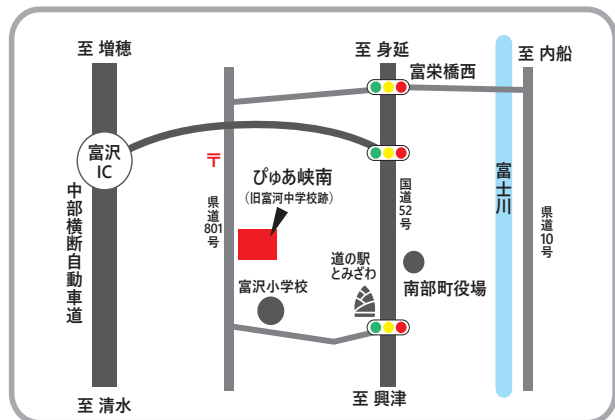 至 増穂
至 身延
至 内船
富栄橋西
富沢
IC
〒
ぴゅあ峡南
(旧富河中学校跡)
中部横断自動車道
県道
801
号
国道
52
号
富士川
県道
10
号
道の駅
とみざわ
富沢小学校
南部町役場
至 清水
至 興津